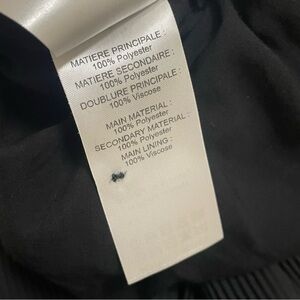 MATIERE PRINCIPALE :
100% Polyester
MATIERE SECONDAIRE :
100% Polyester
DOUBLURE PRINCIPALE :
100% Viscose
MAIN MATERIAL :
100% Polyester
SECONDARY MATERIAL :
100% Polyester
MAIN LINING :
100% Viscose